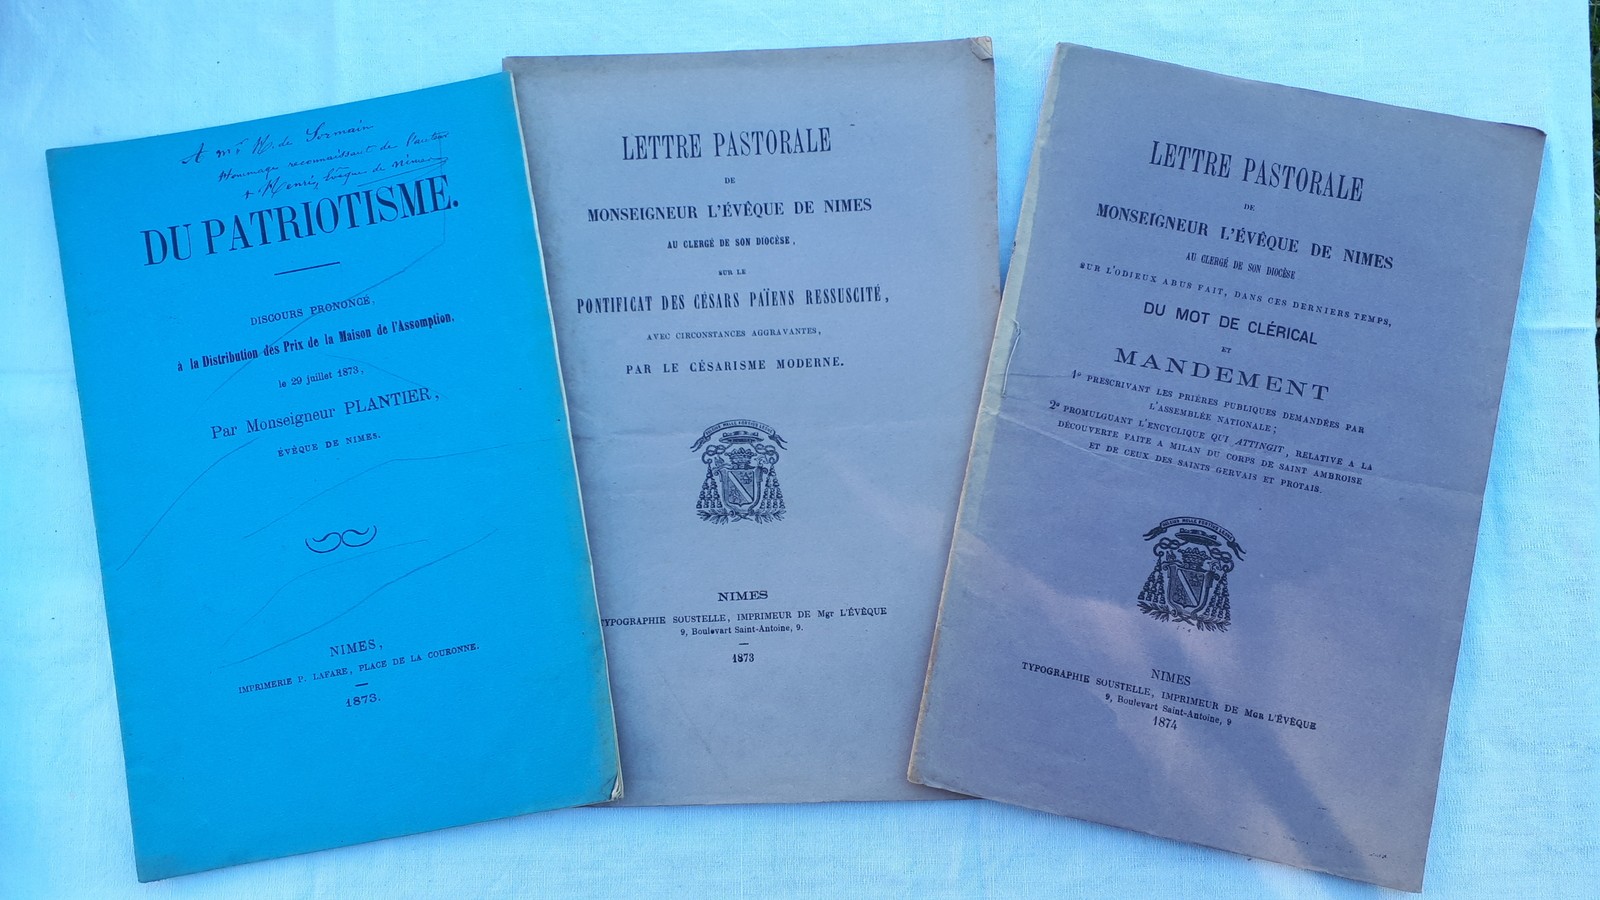 A Mr H. de Sormain
Hommage reconnaissant de l'auteur
+ Henri, Évêque de Nîmes
DU PATRIOTISME.
DISCOURS PRONONCÉ,
à la Distribution des Prix de la Maison de l'Assomption,
le 29 juillet 1873,
Par Monseigneur PLANTIER,
ÉVÊQUE DE NIMES.
NIMES,
IMPRIMERIE P. LAFARE, PLACE DE LA COURONNE.
1873.
LETTRE PASTORALE
DE
MONSEIGNEUR L'ÉVÊQUE DE NIMES
AU CLERGÉ DE SON DIOCÈSE,
SUR LE
PONTIFICAT DES CÉSARS PAÏENS RESSUSCITÉ,
AVEC CIRCONSTANCES AGGRAVANTES,
PAR LE CÉSARISME MODERNE.
NIMES
TYPOGRAPHIE SOUSTELLE, IMPRIMEUR DE Mgr L'ÉVÊQUE
9, Boulevart Saint-Antoine, 9.
1873
LETTRE PASTORALE
DE
MONSEIGNEUR L'ÉVÊQUE DE NIMES
AU CLERGÉ DE SON DIOCÈSE
SUR L'ODIEUX ABUS FAIT, DANS CES DERNIERS TEMPS,
DU MOT DE CLÉRICAL
ET
MANDEMENT
1º PRESCRIVANT LES PRIÈRES PUBLIQUES DEMANDÉES PAR
L'ASSEMBLÉE NATIONALE;
2º PROMULGUANT L'ENCYCLIQUE QUI ATTINGIT, RELATIVE A LA
DÉCOUVERTE FAITE A MILAN DU CORPS DE SAINT AMBROISE
ET DE CEUX DES SAINTS GERVAIS ET PROTAIS.
NIMES
TYPOGRAPHIE SOUSTELLE, IMPRIMEUR DE Mgr L'ÉVÊQUE
9, Boulevart Saint-Antoine, 9
1874